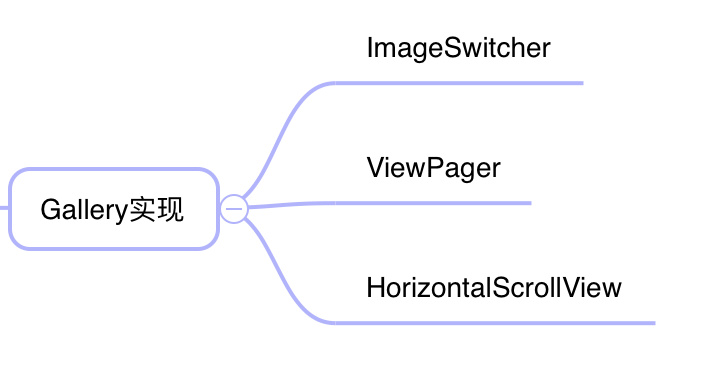 ImageSwitcher
ViewPager
Gallery实现
HorizontalScrollView